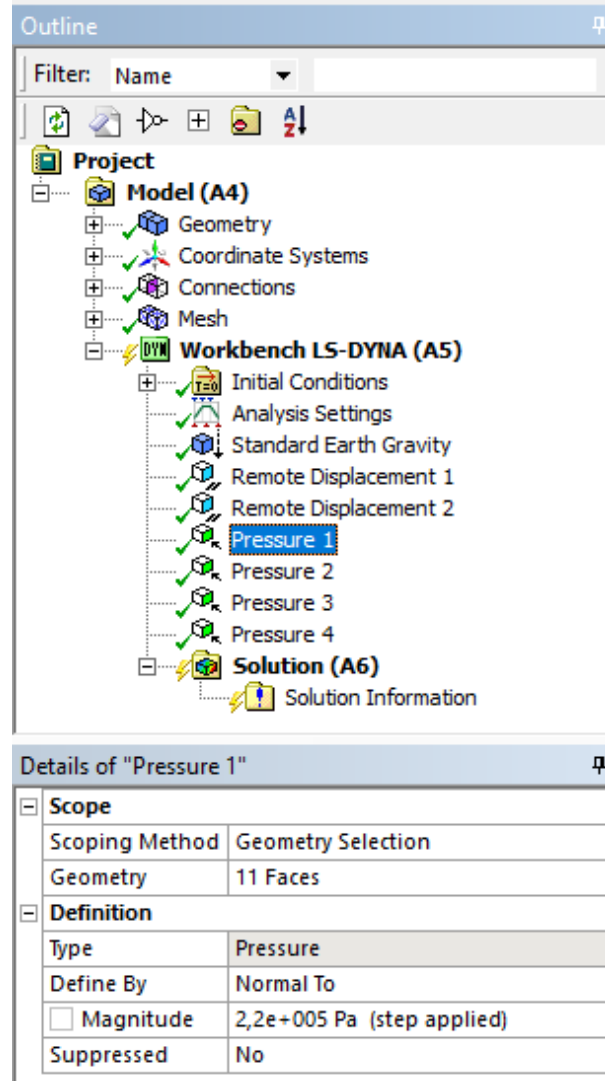 Outline
Filter: Name
A
Z
Project
Model (A4)
Geometry
Coordinate Systems
Connections
Mesh
DYN Workbench LS-DYNA (A5)
T=0 Initial Conditions
Analysis Settings
Standard Earth Gravity
Remote Displacement 1
Remote Displacement 2
Pressure 1
Pressure 2
Pressure 3
Pressure 4
Solution (A6)
Solution Information
Details of "Pressure 1"
Scope
Scoping Method Geometry Selection
Geometry 11 Faces
Definition
Type Pressure
Define By Normal To
Magnitude 2,2e+005 Pa (step applied)
Suppressed No